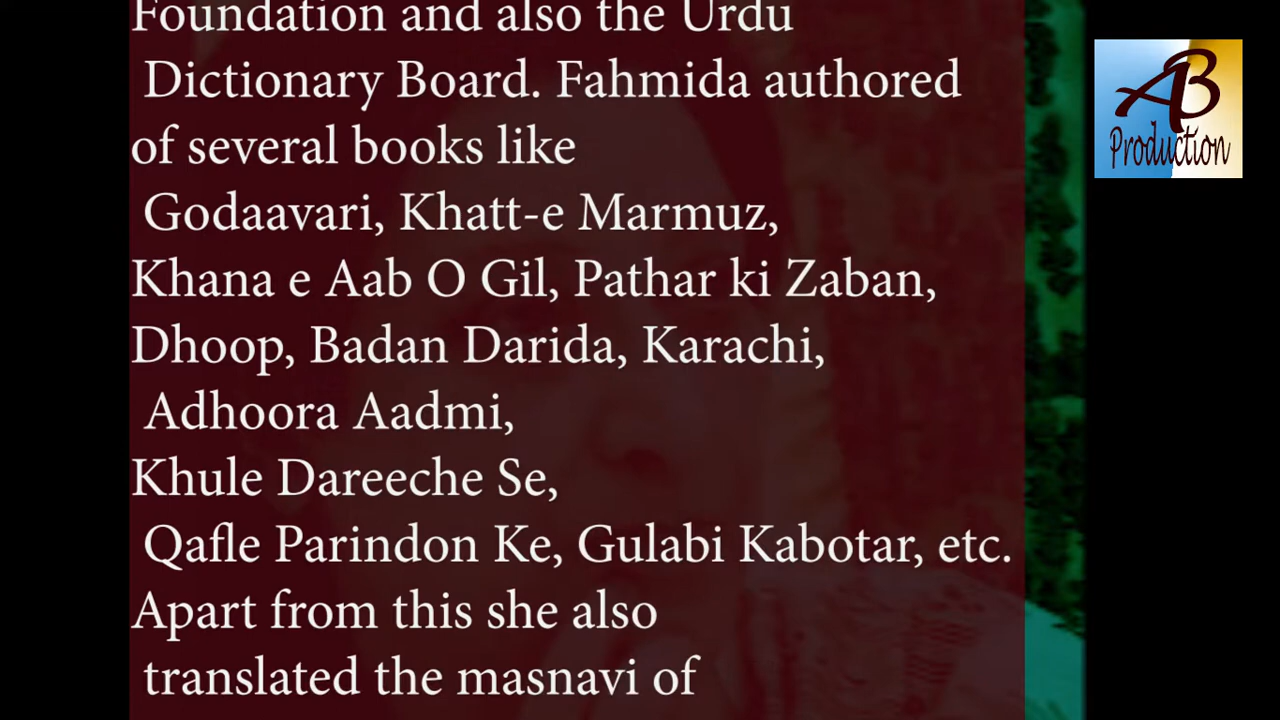 Foundation and also the Urdu
Dictionary Board. Fahmida authored
of several books like
Godaavari, Khatt-e Marmuz,
Khana e Aab O Gil, Pathar ki Zaban,
Dhoop, Badan Darida, Karachi,
Adhoora Aadmi,
Khule Dareeche Se,
Qafle Parindon Ke, Gulabi Kabotar, etc.
Apart from this she also
translated the masnavi of
AB
Production